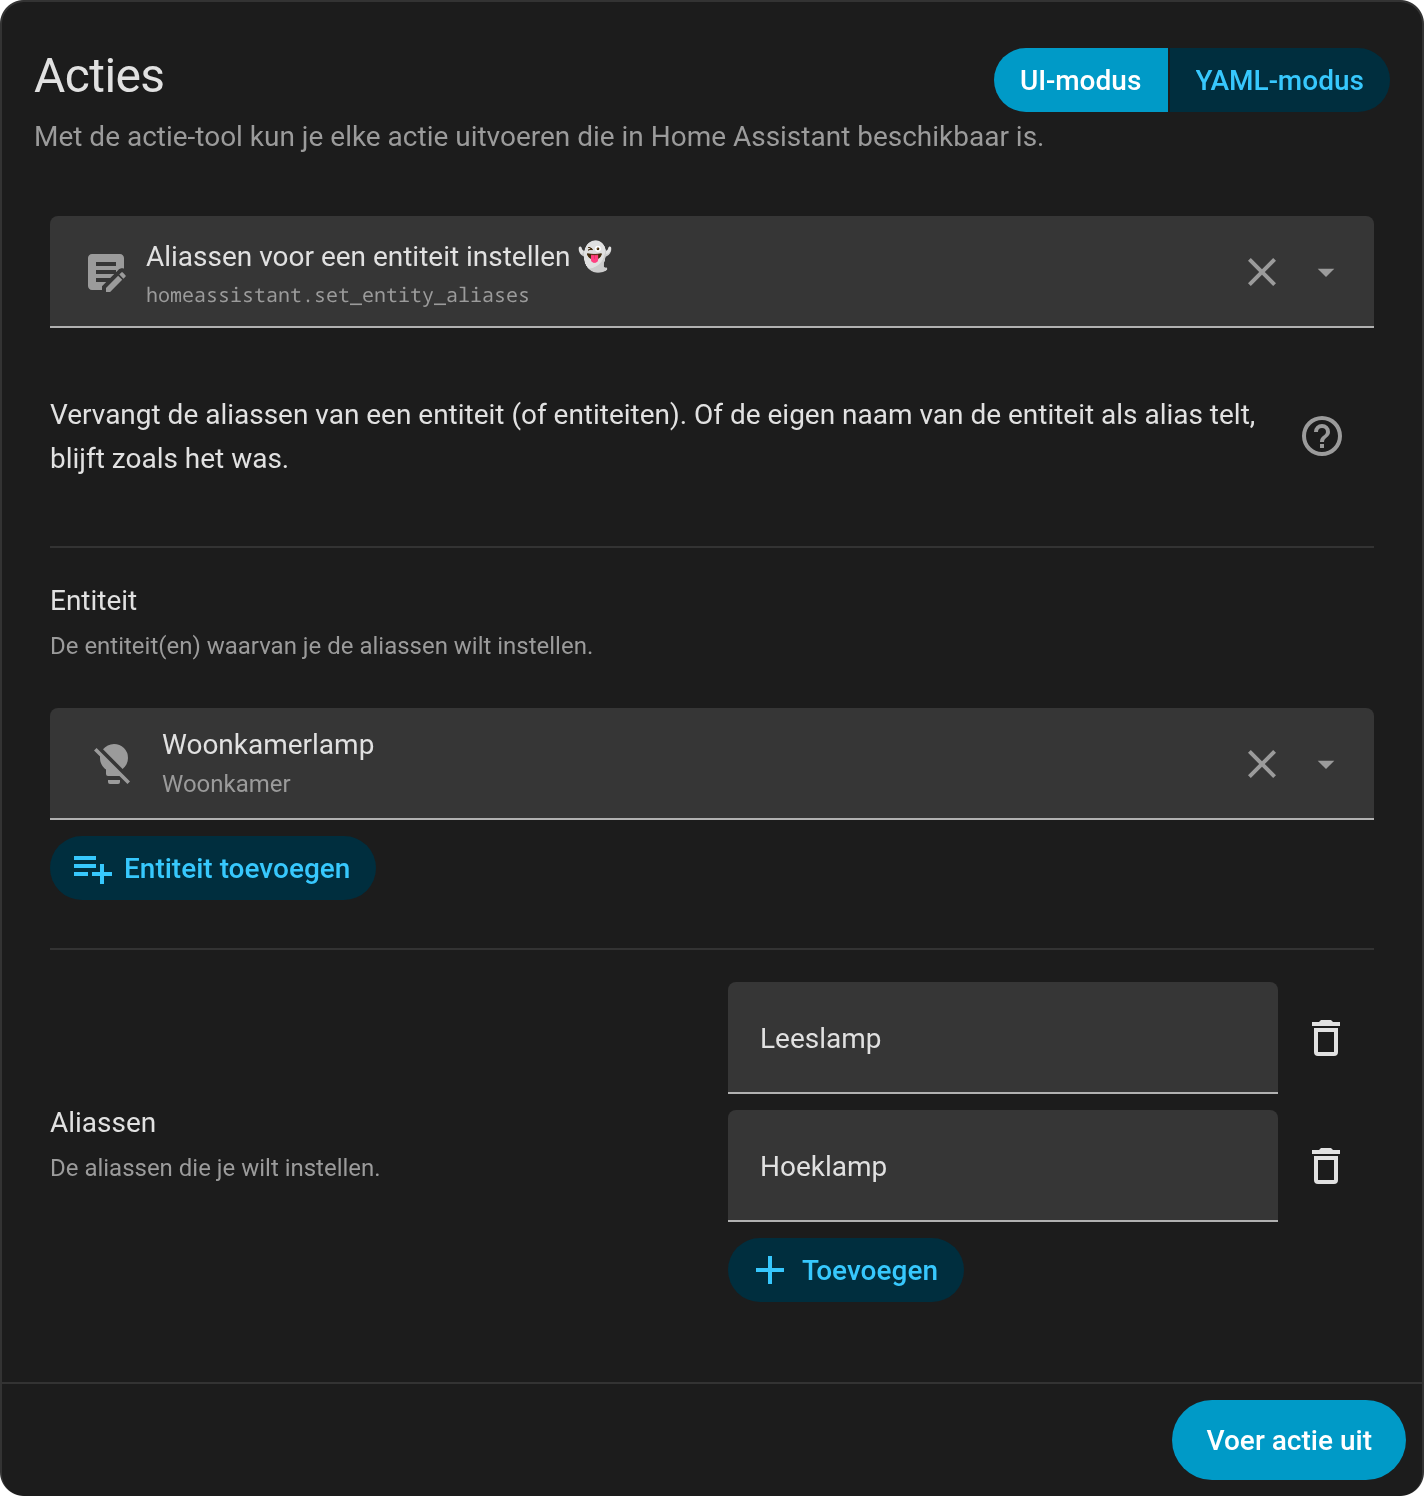 Acties
UI-modus
YAML-modus
Met de actie-tool kun je elke actie uitvoeren die in Home Assistant beschikbaar is.
Aliassen voor een entiteit instellen 👻
homeassistant.set_entity_aliases
Vervangt de aliassen van een entiteit (of entiteiten). Of de eigen naam van de entiteit als alias telt,
blijft zoals het was.
Entiteit
De entiteit(en) waarvan je de aliassen wilt instellen.
Woonkamerlamp
Woonkamer
Entiteit toevoegen
Aliassen
De aliassen die je wilt instellen.
Leeslamp
Hoeklamp
Toevoegen
Voer actie uit